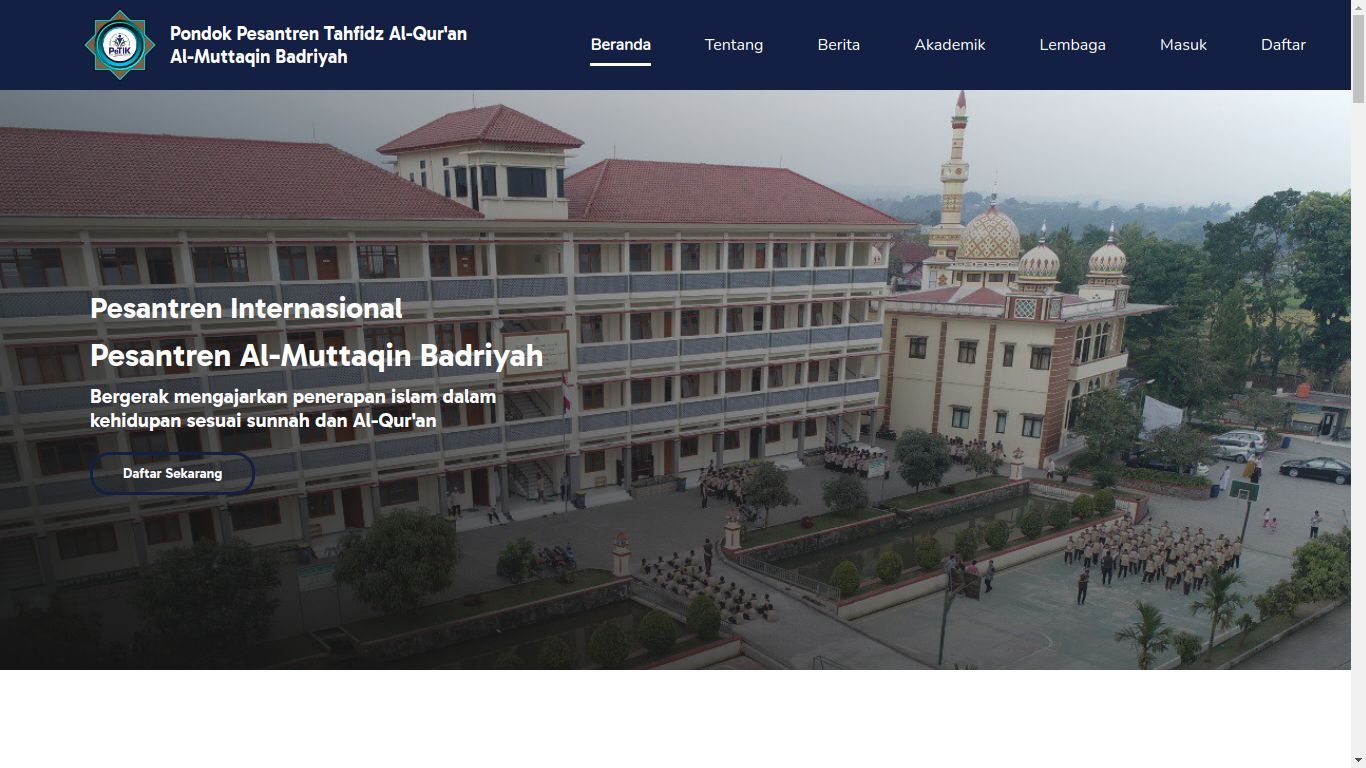 Pondok Pesantren Tahfidz Al-Qur'an
Al-Muttaqin Badriyah
PeTIK
Beranda
Tentang
Berita
Akademik
Lembaga
Masuk
Daftar
Pesantren Internasional
Pesantren Al-Muttaqin Badriyah
Bergerak mengajarkan penerapan islam dalam
kehidupan sesuai sunnah dan Al-Qur'an
Daftar Sekarang